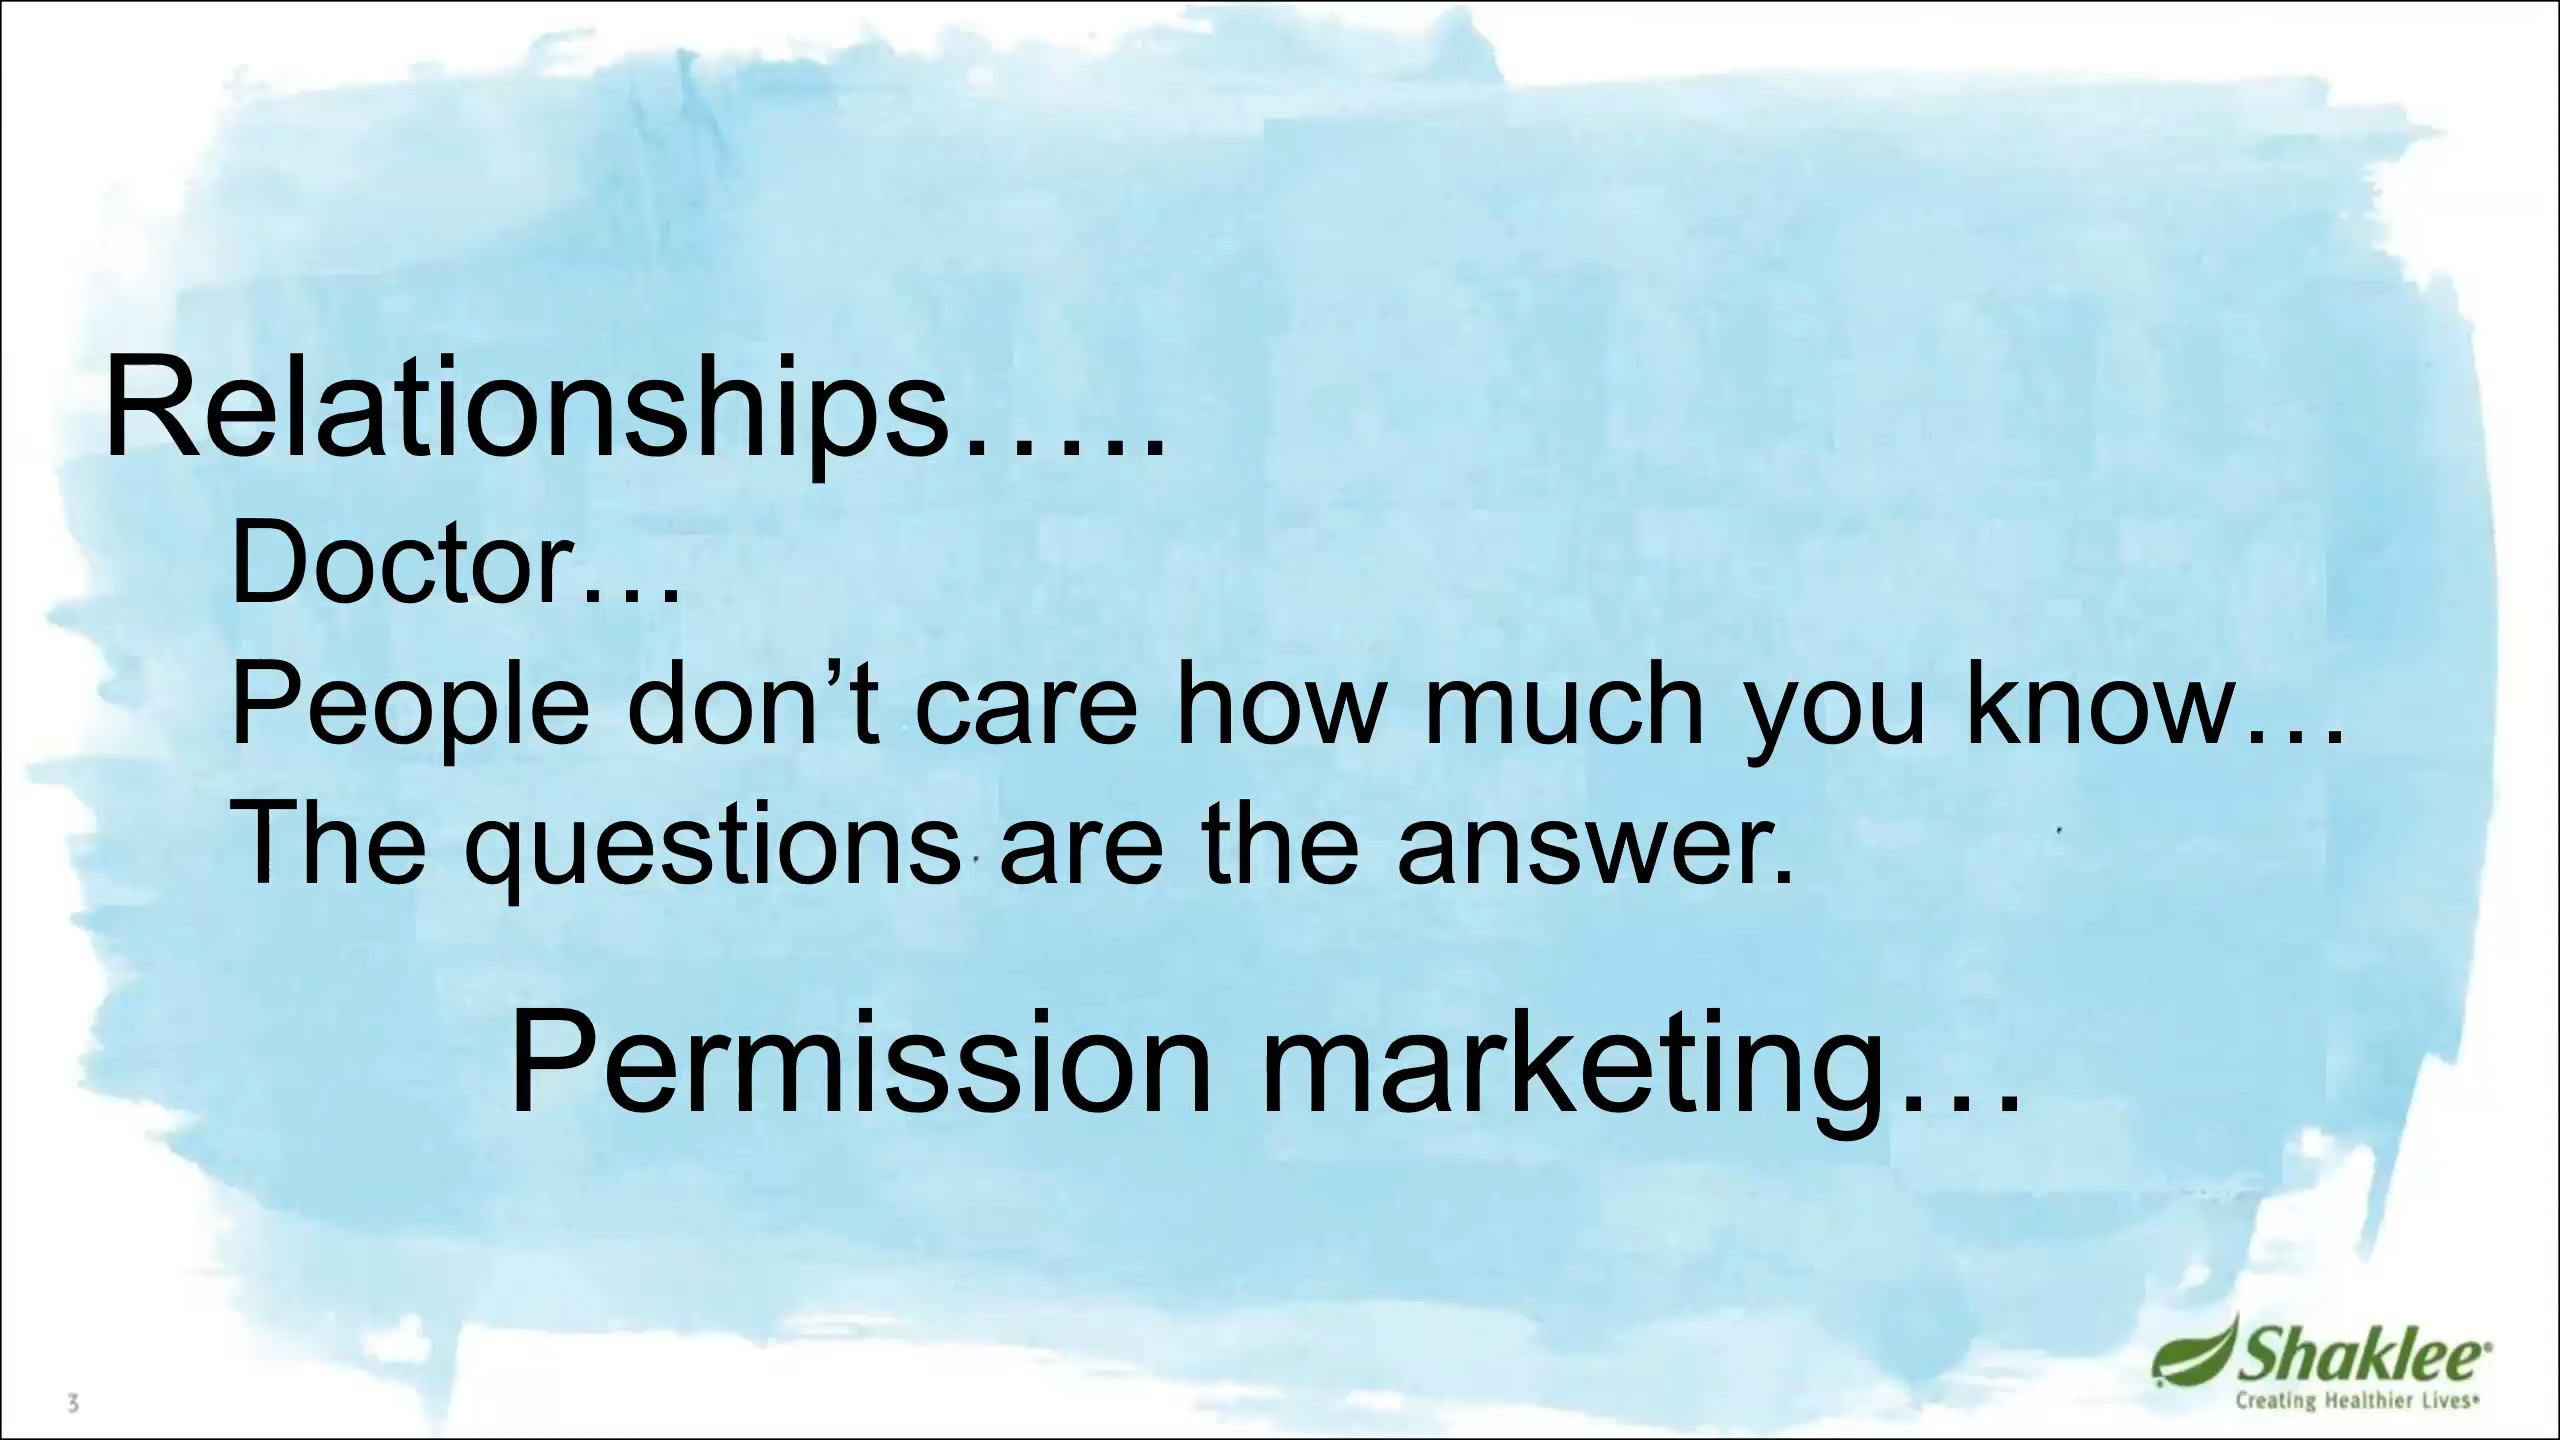 Relationships…..
Doctor…
People don’t care how much you know…
The questions are the answer.
Permission marketing…
Shaklee®
Creating Healthier Lives®
3